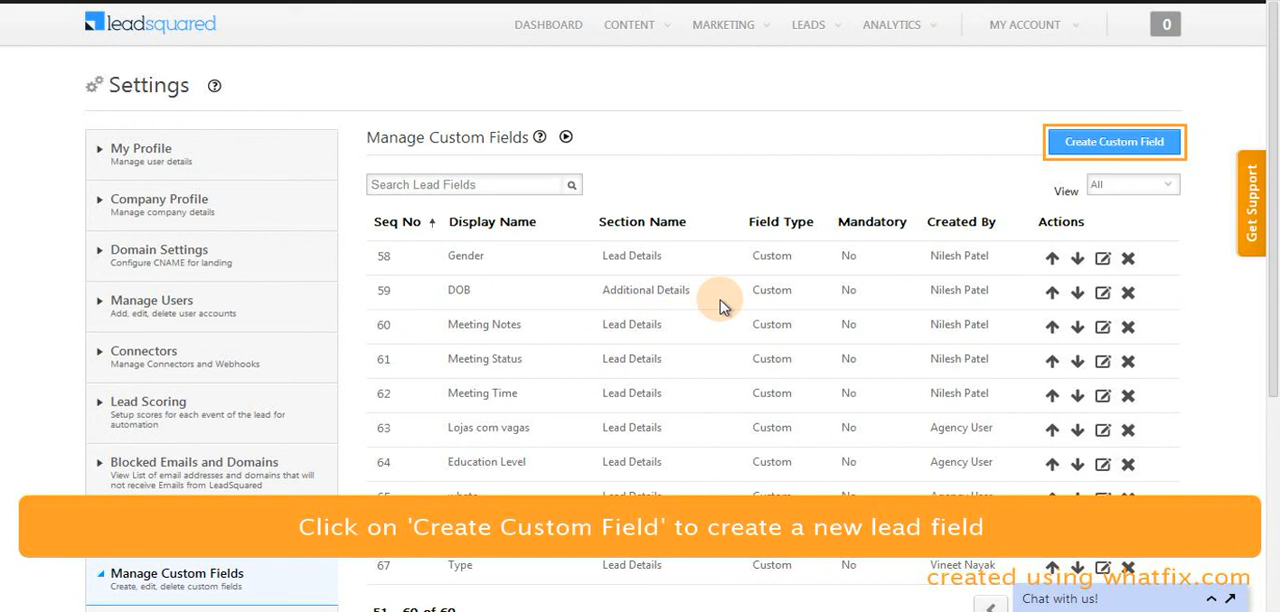 leadsquared
DASHBOARD CONTENT MARKETING LEADS ANALYTICS MY ACCOUNT 0
Settings
Manage Custom Fields
Create Custom Field
Search Lead Fields
View All
Get Support
My Profile
Manage user details
Company Profile
Manage company details
Domain Settings
Configure CNAME for landing
Manage Users
Add, edit, delete user accounts
Connectors
Manage Connectors and Webhooks
Lead Scoring
Setup scores for each event of the lead for
automation
Blocked Emails and Domains
View List of email addresses and domains that will
not receive Emails from LeadSquared
Manage Custom Fields
Create, edit, delete custom fields
Seq No Display Name Section Name Field Type Mandatory Created By Actions
58 Gender Lead Details Custom No Nilesh Patel
59 DOB Additional Details Custom No Nilesh Patel
60 Meeting Notes Lead Details Custom No Nilesh Patel
61 Meeting Status Lead Details Custom No Nilesh Patel
62 Meeting Time Lead Details Custom No Nilesh Patel
63 Lojas com vagas Lead Details Custom No Agency User
64 Education Level Lead Details Custom No Agency User
Click on 'Create Custom Field' to create a new lead field
67 Type Lead Details Custom No Vineet Nayak
created using whatfix.com
Chat with us!